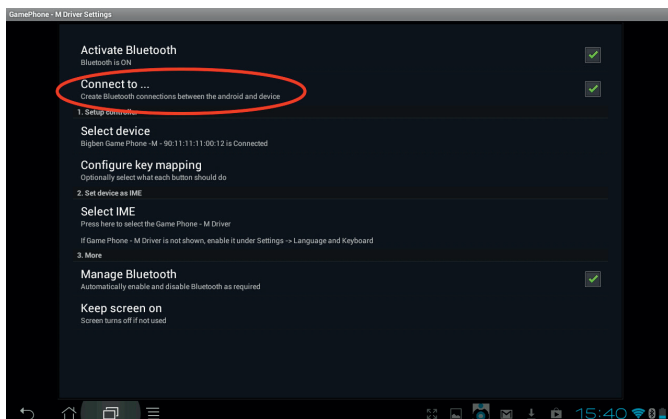 GamePhone - M Driver Settings
Activate Bluetooth
Bluetooth is ON
Connect to ...
Create Bluetooth connections between the android and device
1. Setup controller
Select device
Bigben Game Phone -M - 90:11:11:11:00:12 is Connected
Configure key mapping
Optionally select what each button should do
2. Set device as IME
Select IME
Press here to select the Game Phone - M Driver
If Game Phone - M Driver is not shown, enable it under Settings -> Language and Keyboard
3. More
Manage Bluetooth
Automatically enable and disable Bluetooth as required
Keep screen on
Screen turns off if not used
15:40